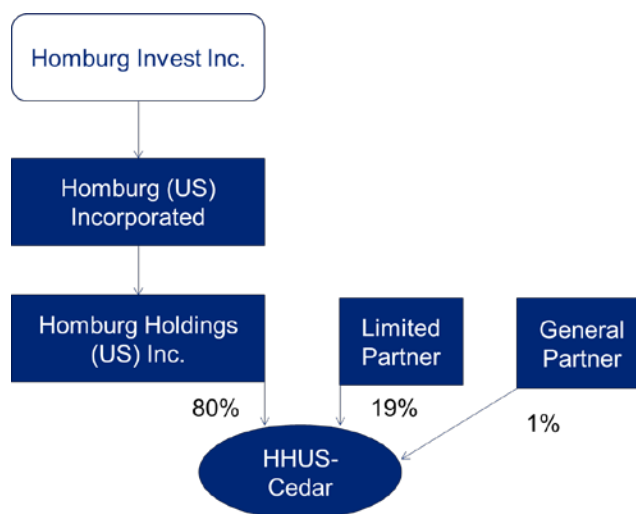 Homburg Invest Inc.
Homburg (US)
Incorporated
Homburg Holdings
(US) Inc.
Limited
Partner
General
Partner
80%
19%
1%
HHUS-
Cedar